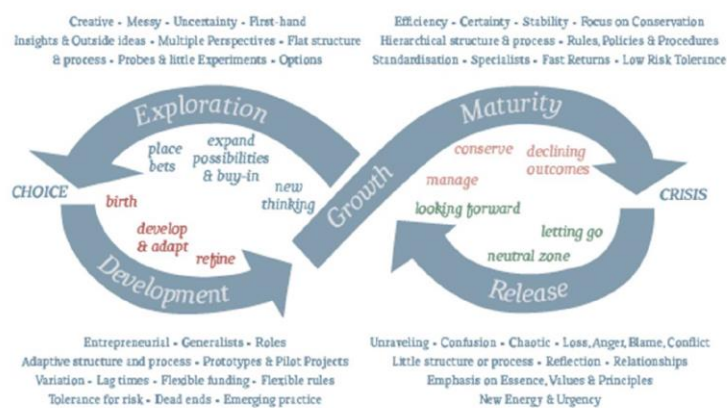 Creative - Messy - Uncertainty - First-hand
Insights & Outside ideas - Multiple Perspectives - Flat structure
& process - Probes & little Experiments - Options
Efficiency - Certainty - Stability - Focus on Conservation
Hierarchical structure & process - Rules, Policies & Procedures
Standardisation - Specialists - Fast Returns - Low Risk Tolerance
Exploration
Maturity
place
bets
expand
possibilities
& buy-in
new
thinking
conserve
declining
outcomes
manage
CHOICE
birth
Growth
looking forward
CRISIS
develop
& adapt
refine
letting go
neutral zone
Development
Release
Entrepreneurial - Generalists - Roles
Adaptive structure and process - Prototypes & Pilot Projects
Variation - Lag times - Flexible funding - Flexible rules
Tolerance for risk - Dead ends - Emerging practice
Unraveling - Confusion - Chaotic - Loss, Anger, Blame, Conflict
Little structure or process - Reflection - Relationships
Emphasis on Essence, Values & Principles
New Energy & Urgency